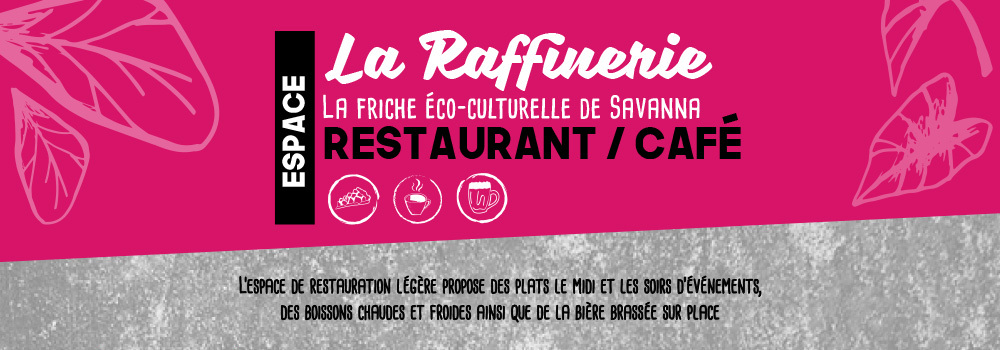 ESPACE
La Raffinerie
LA FRICHE ÉCO-CULTURELLE DE SAVANNA
RESTAURANT / CAFÉ
L'ESPACE DE RESTAURATION LÉGÈRE PROPOSE DES PLATS LE MIDI ET LES SOIRS D'ÉVÉNEMENTS,
DES BOISSONS CHAUDES ET FROIDES AINSI QUE DE LA BIÈRE BRASSÉE SUR PLACE